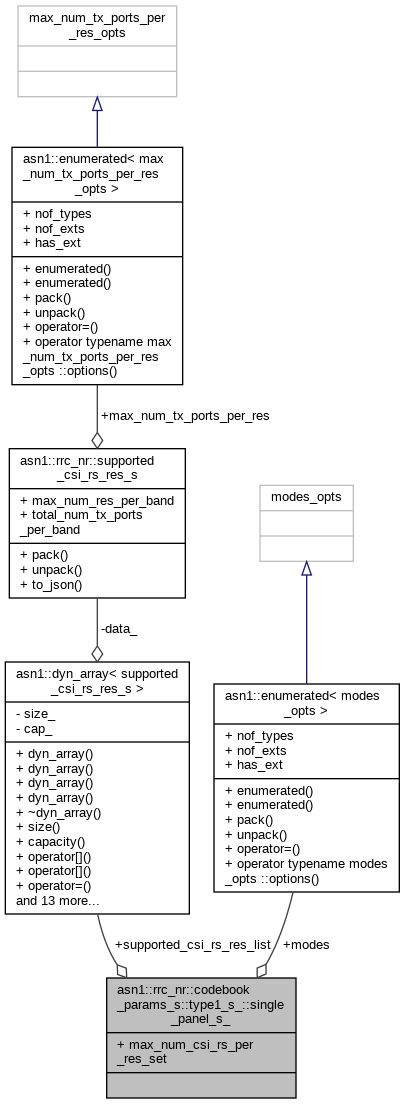 max_num_tx_ports_per
_res_opts
asn1::enumerated< max
_num_tx_ports_per_res
_opts >
+ nof_types
+ nof_exts
+ has_ext
+ enumerated()
+ enumerated()
+ pack()
+ unpack()
+ operator=()
+ operator typename max
_num_tx_ports_per_res
_opts ::options()
+max_num_tx_ports_per_res
asn1::rrc_nr::supported
_csi_rs_res_s
+ max_num_res_per_band
+ total_num_tx_ports
_per_band
+ pack()
+ unpack()
+ to_json()
-data_
asn1::dyn_array< supported
_csi_rs_res_s >
- size_
- cap_
+ dyn_array()
+ dyn_array()
+ dyn_array()
+ dyn_array()
+ ~dyn_array()
+ size()
+ capacity()
+ operator[]()
+ operator[]()
+ operator=()
and 13 more...
modes_opts
asn1::enumerated< modes
_opts >
+ nof_types
+ nof_exts
+ has_ext
+ enumerated()
+ enumerated()
+ pack()
+ unpack()
+ operator=()
+ operator typename modes
_opts ::options()
+supported_csi_rs_res_list
+modes
asn1::rrc_nr::codebook
_params_s::type1_s_::single
_panel_s_
+ max_num_csi_rs_per
_res_set